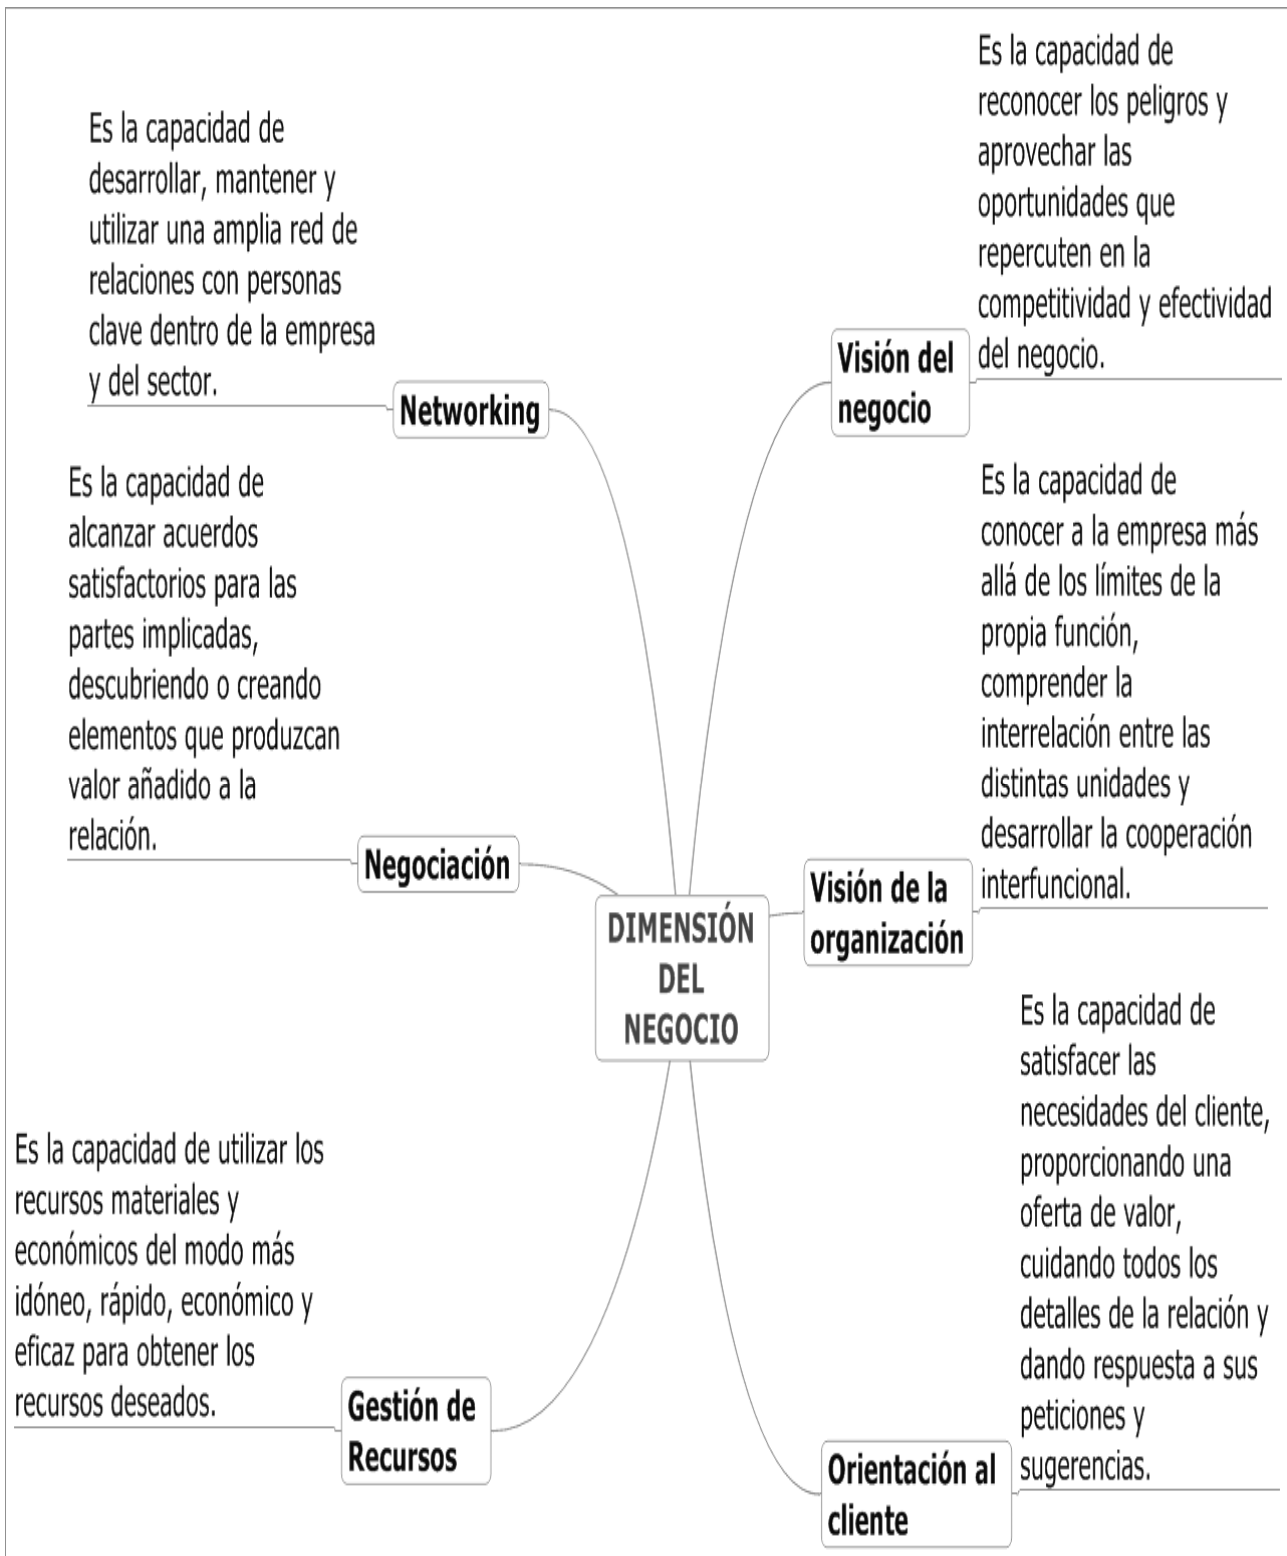 Es la capacidad de
desarrollar, mantener y
utilizar una amplia red de
relaciones con personas
clave dentro de la empresa
y del sector.
Networking
Es la capacidad de
alcanzar acuerdos
satisfactorios para las
partes implicadas,
descubriendo o creando
elementos que produzcan
valor añadido a la
relación.
Negociación
Es la capacidad de utilizar los
recursos materiales y
económicos del modo más
idóneo, rápido, económico y
eficaz para obtener los
recursos deseados.
Gestión de
Recursos
DIMENSIÓN
DEL
NEGOCIO
Es la capacidad de
reconocer los peligros y
aprovechar las
oportunidades que
repercuten en la
competitividad y efectividad
del negocio.
Visión del
negocio
Es la capacidad de
conocer a la empresa más
allá de los límites de la
propia función,
comprender la
interrelación entre las
distintas unidades y
desarrollar la cooperación
interfuncional.
Visión de la
organización
Es la capacidad de
satisfacer las
necesidades del cliente,
proporcionando una
oferta de valor,
cuidando todos los
detalles de la relación y
dando respuesta a sus
peticiones y
sugerencias.
Orientación al
cliente